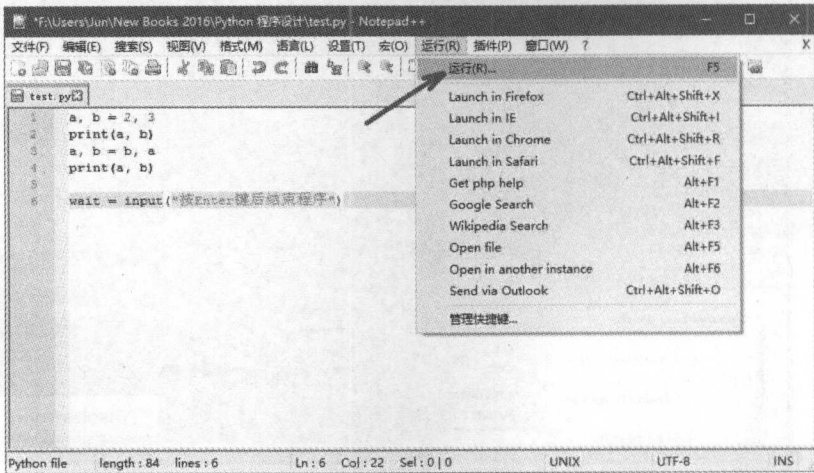 *F:\Users\Jun\New Books 2016\Python 程序设计\test.py - Notepad++
文件(F) 编辑(E) 搜索(S) 视图(V) 格式(M) 语言(L) 设置(T) 宏(O) 运行(R) 插件(P) 窗口(W) ? X
运行(R)... F5
test.py
Launch in Firefox Ctrl+Alt+Shift+X
Launch in IE Ctrl+Alt+Shift+I
Launch in Chrome Ctrl+Alt+Shift+R
Launch in Safari Ctrl+Alt+Shift+F
Get php help Alt+F1
Google Search Alt+F2
Wikipedia Search Alt+F3
Open file Alt+F5
Open in another instance Alt+F6
Send via Outlook Ctrl+Alt+Shift+O
管理快捷键...
1 a, b = 2, 3
2 print(a, b)
3 a, b = b, a
4 print(a, b)
5
6 wait = input("按Enter键后结束程序")
Python file length : 84 lines : 6 Ln : 6 Col : 22 Sel : 0 | 0 UNIX UTF-8 INS